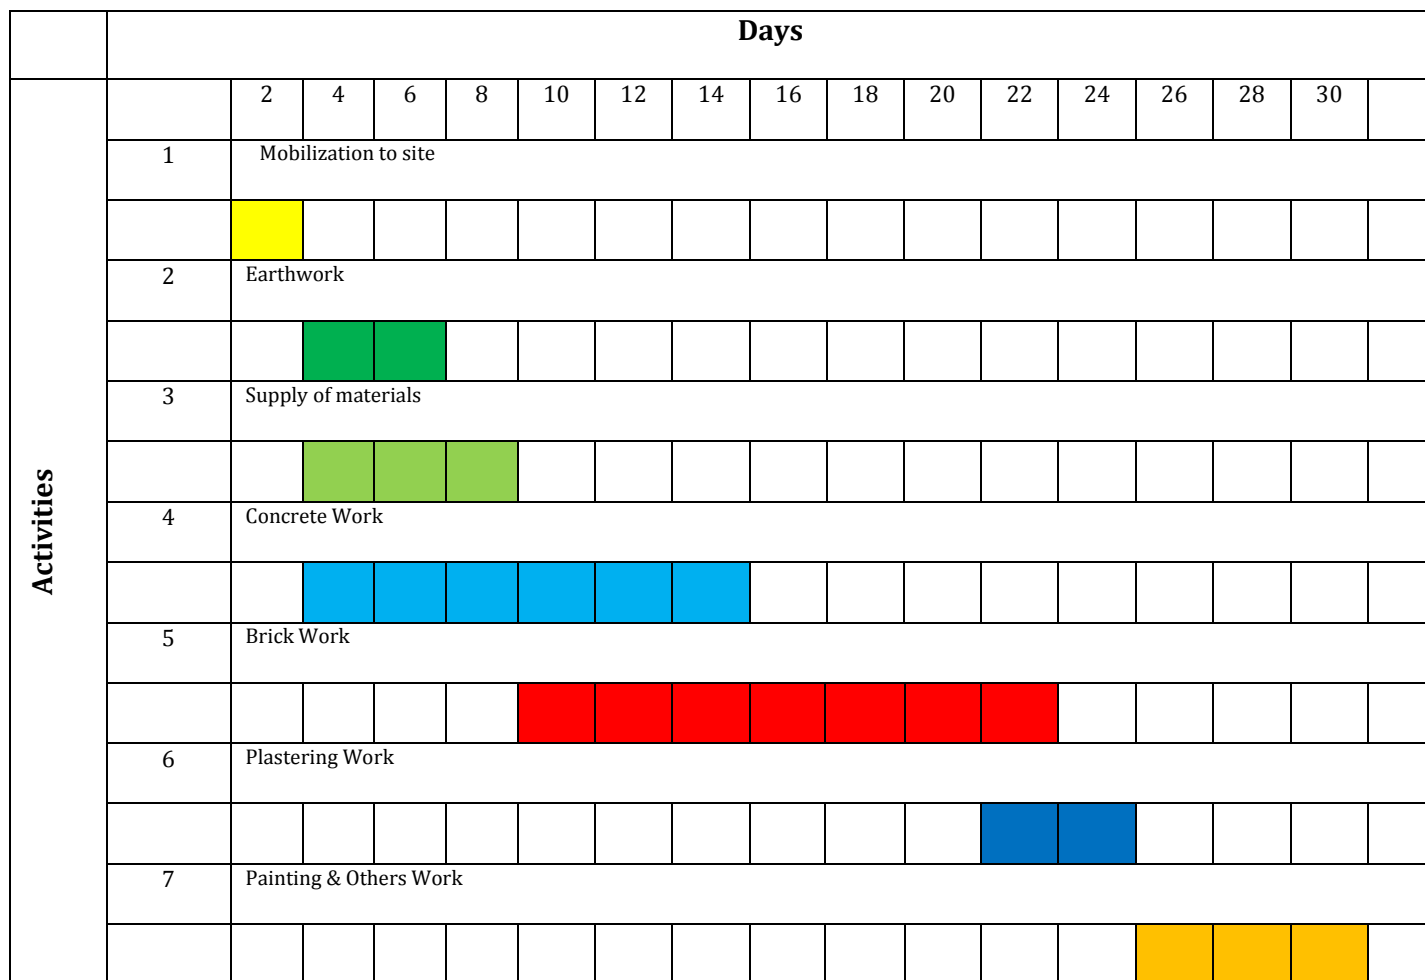 Days
2 4 6 8 10 12 14 16 18 20 22 24 26 28 30
Activities
1 Mobilization to site
2 Earthwork
3 Supply of materials
4 Concrete Work
5 Brick Work
6 Plastering Work
7 Painting & Others Work